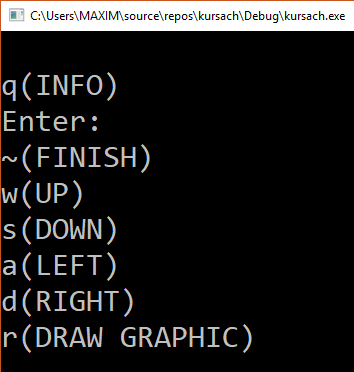 C:\Users\MAXIM\source\repos\kursach\Debug\kursach.exe
q(INFO)
Enter:
~(FINISH)
w(UP)
s(DOWN)
a(LEFT)
d(RIGHT)
r(DRAW GRAPHIC)